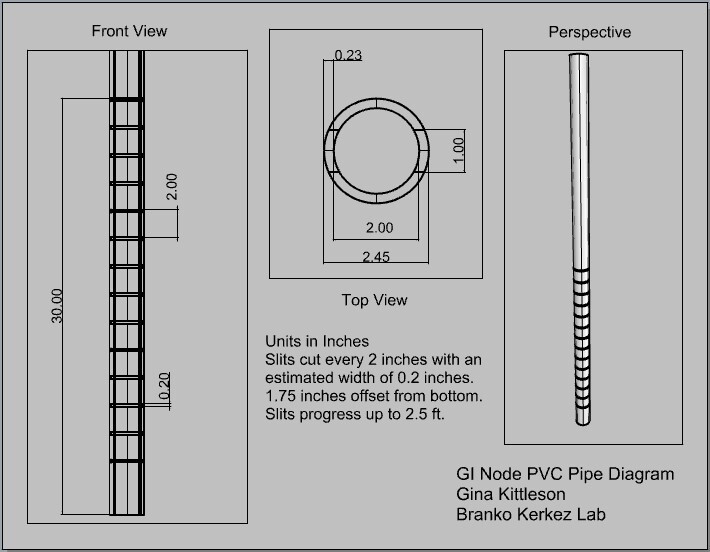 Front View
Perspective
0.23
1.00
2.00
2.00
2.45
30.00
0.20
Top View
Units in Inches
Slits cut every 2 inches with an
estimated width of 0.2 inches.
1.75 inches offset from bottom.
Slits progress up to 2.5 ft.
GI Node PVC Pipe Diagram
Gina Kittleson
Branko Kerkez Lab